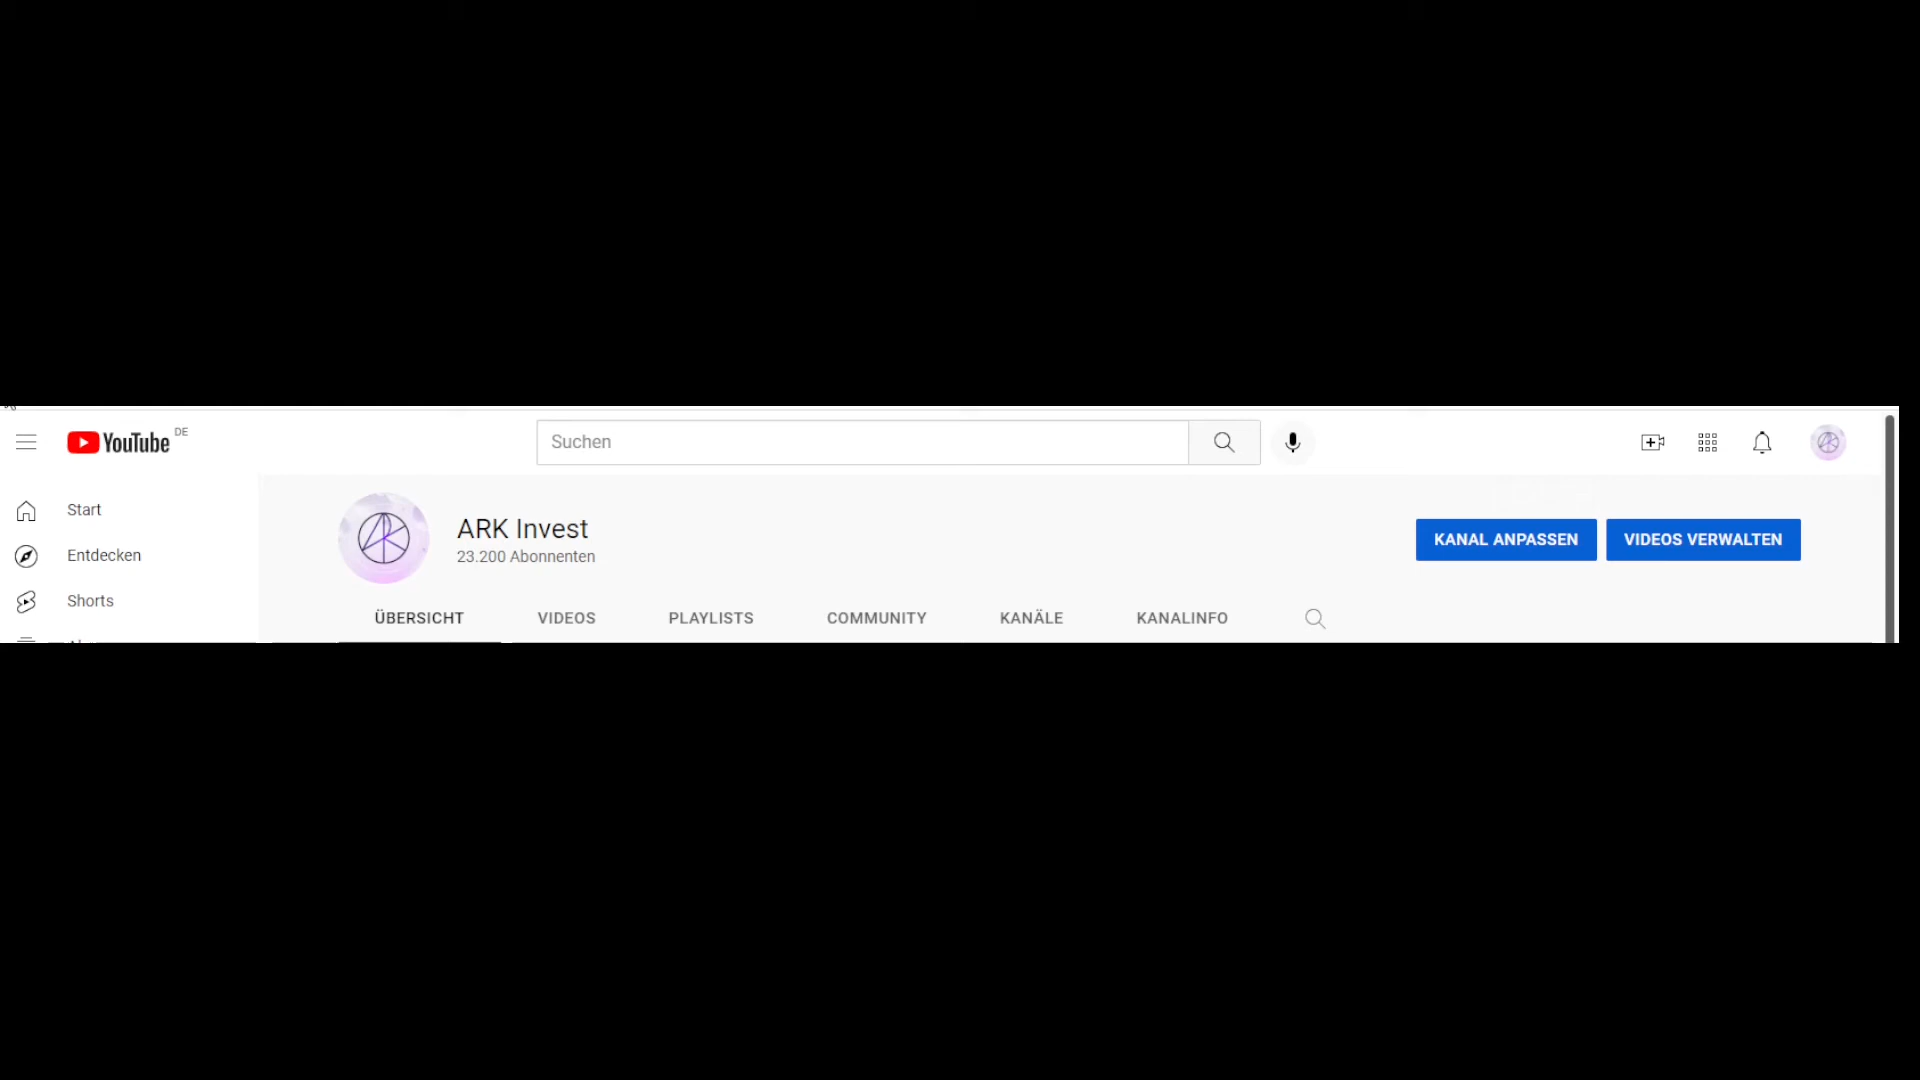 YouTube DE
Suchen
Start
Entdecken
Shorts
ARK Invest
23.200 Abonnenten
KANAL ANPASSEN
VIDEOS VERWALTEN
ÜBERSICHT VIDEOS PLAYLISTS COMMUNITY KANÄLE KANALINFO